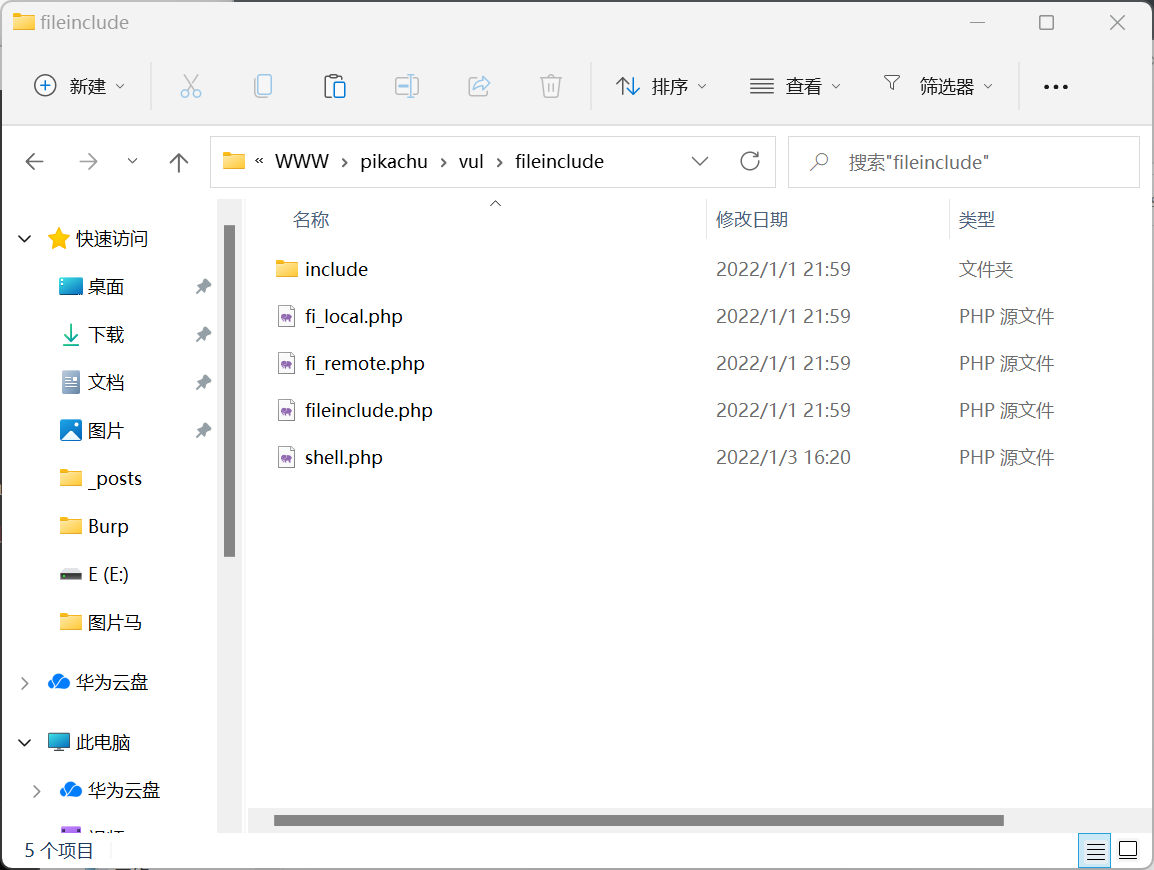 fileinclude
新建
排序
查看
筛选器
« WWW › pikachu › vul › fileinclude
搜索"fileinclude"
名称 修改日期 类型
快速访问
桌面
下载
文档
图片
_posts
Burp
E (E:)
图片马
华为云盘
此电脑
华为云盘
include 2022/1/1 21:59 文件夹
fi_local.php 2022/1/1 21:59 PHP 源文件
fi_remote.php 2022/1/1 21:59 PHP 源文件
fileinclude.php 2022/1/1 21:59 PHP 源文件
shell.php 2022/1/3 16:20 PHP 源文件
5 个项目